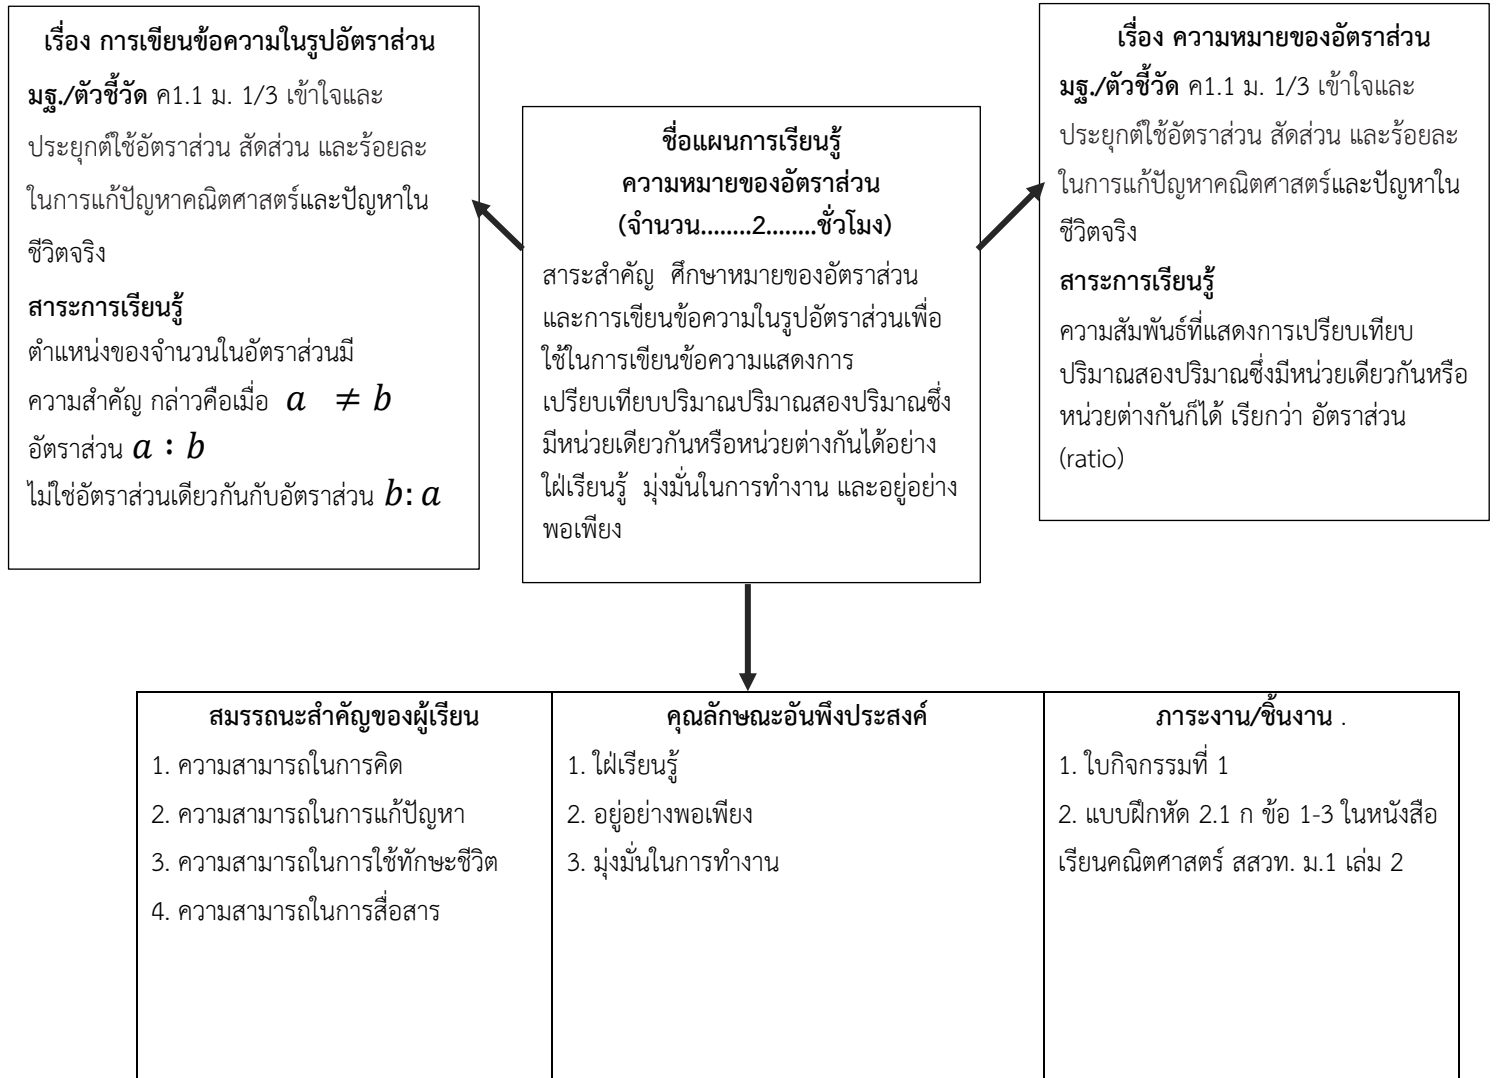 เรื่อง การเขียนข้อความในรูปอัตราส่วน
มฐ./ตัวชี้วัด ค1.1 ม. 1/3 เข้าใจและ
ประยุกต์ใช้อัตราส่วน สัดส่วน และร้อยละ
ในการแก้ปัญหาคณิตศาสตร์และปัญหาใน
ชีวิตจริง
สาระการเรียนรู้
ตำแหน่งของจำนวนในอัตราส่วนมี
ความสำคัญ กล่าวคือเมื่อ a ≠ b
อัตราส่วน a : b
ไม่ใช่อัตราส่วนเดียวกันกับอัตราส่วน b: a
ชื่อแผนการเรียนรู้
ความหมายของอัตราส่วน
(จำนวน........2........ชั่วโมง)
สาระสำคัญ ศึกษาหมายของอัตราส่วน
และการเขียนข้อความในรูปอัตราส่วนเพื่อ
ใช้ในการเขียนข้อความแสดงการ
เปรียบเทียบปริมาณปริมาณสองปริมาณซึ่ง
มีหน่วยเดียวกันหรือหน่วยต่างกันได้อย่าง
ใฝ่เรียนรู้ มุ่งมั่นในการทำงาน และอยู่อย่าง
พอเพียง
เรื่อง ความหมายของอัตราส่วน
มฐ./ตัวชี้วัด ค1.1 ม. 1/3 เข้าใจและ
ประยุกต์ใช้อัตราส่วน สัดส่วน และร้อยละ
ในการแก้ปัญหาคณิตศาสตร์และปัญหาใน
ชีวิตจริง
สาระการเรียนรู้
ความสัมพันธ์ที่แสดงการเปรียบเทียบ
ปริมาณสองปริมาณซึ่งมีหน่วยเดียวกันหรือ
หน่วยต่างกันก็ได้ เรียกว่า อัตราส่วน
(ratio)
สมรรถนะสำคัญของผู้เรียน
1. ความสามารถในการคิด
2. ความสามารถในการแก้ปัญหา
3. ความสามารถในการใช้ทักษะชีวิต
4. ความสามารถในการสื่อสาร
คุณลักษณะอันพึงประสงค์
1. ใฝ่เรียนรู้
2. อยู่อย่างพอเพียง
3. มุ่งมั่นในการทำงาน
ภาระงาน/ชิ้นงาน .
1. ใบกิจกรรมที่ 1
2. แบบฝึกหัด 2.1 ก ข้อ 1-3 ในหนังสือ
เรียนคณิตศาสตร์ สสวท. ม.1 เล่ม 2